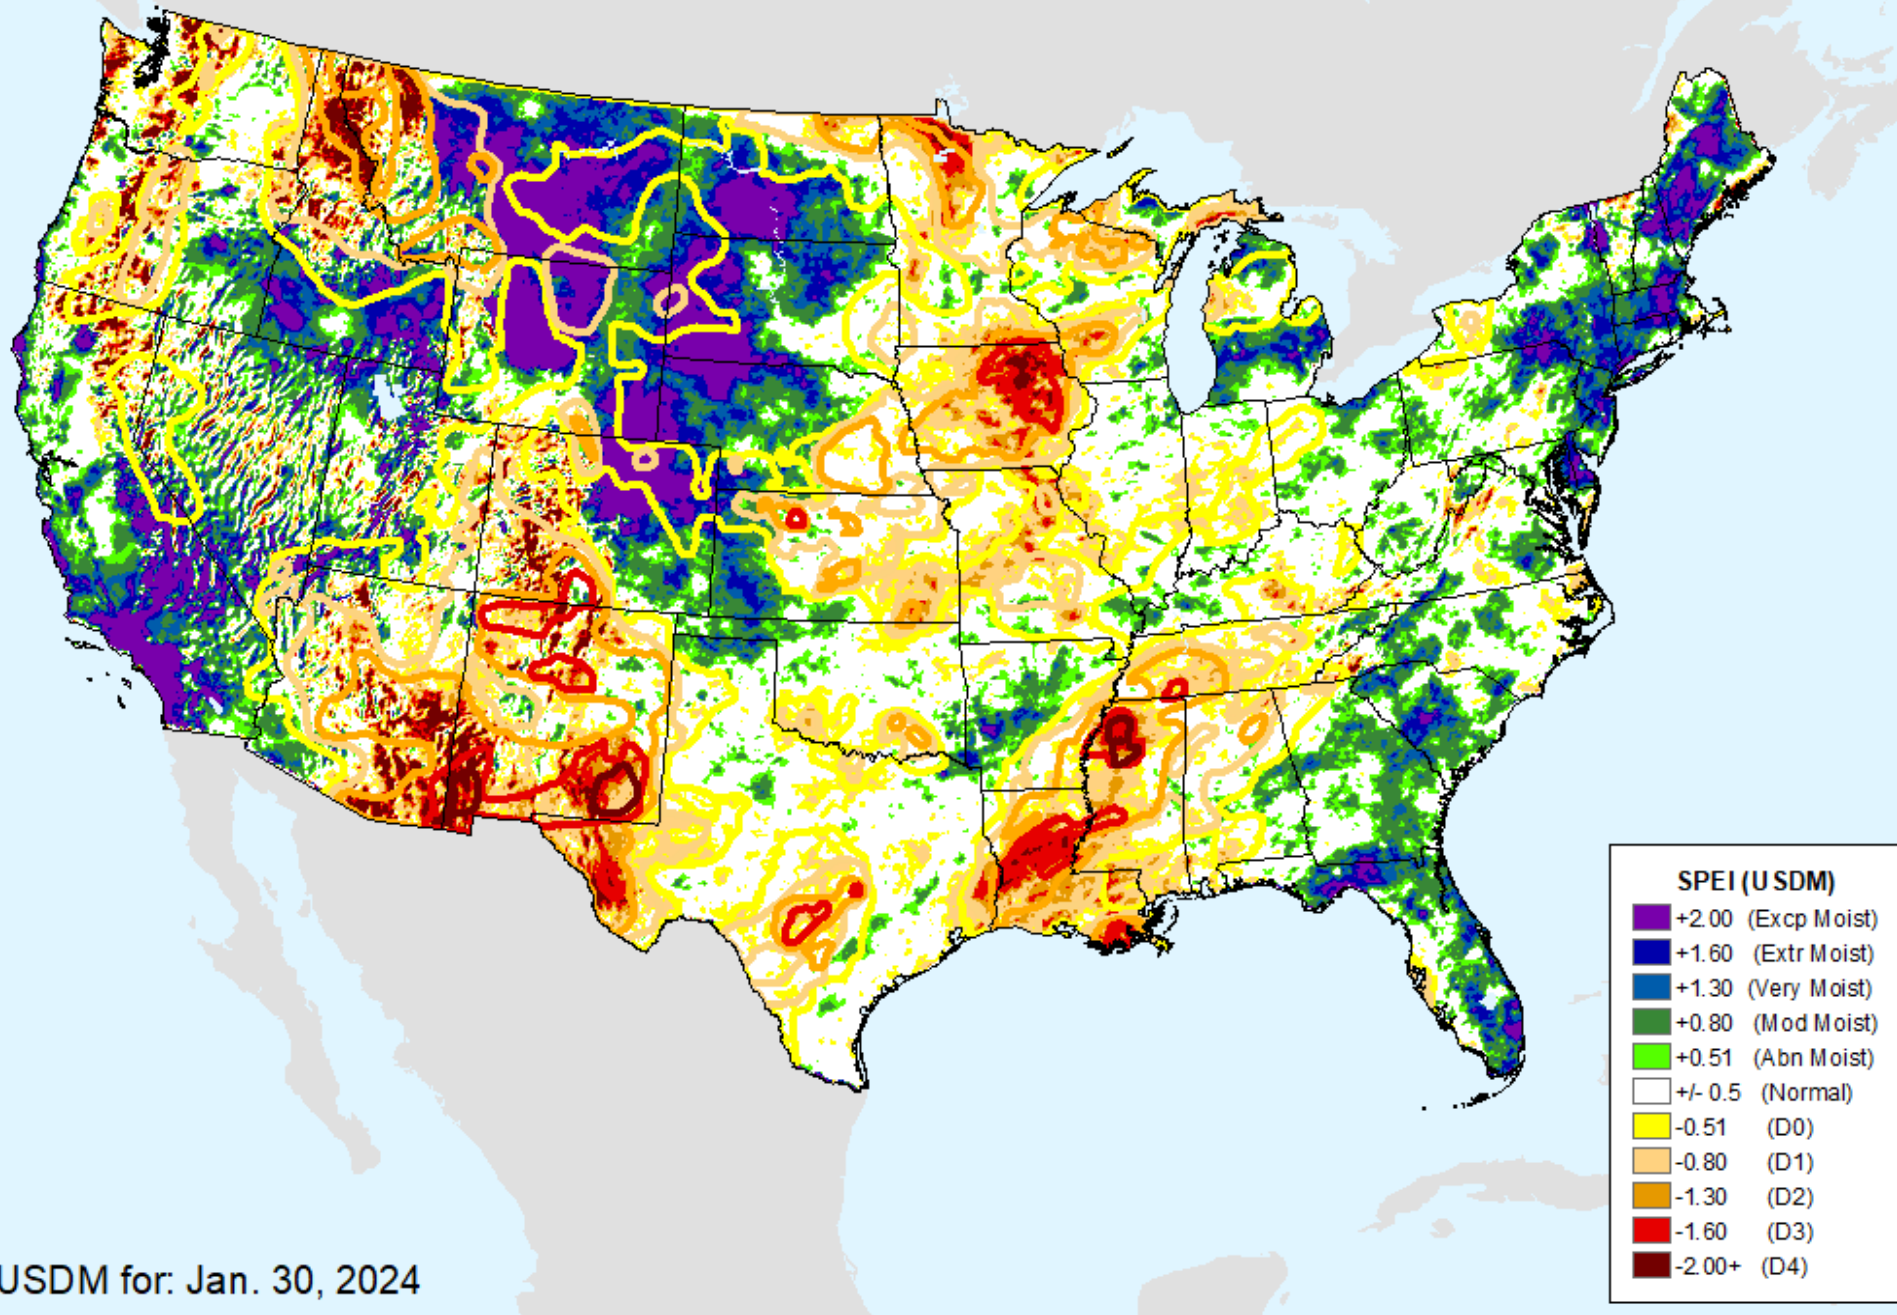 SPEI (USDM)
+2.00 (Excp Moist)
+1.60 (Extr Moist)
+1.30 (Very Moist)
+0.80 (Mod Moist)
+0.51 (Abn Moist)
+/- 0.5 (Normal)
-0.51 (D0)
-0.80 (D1)
-1.30 (D2)
-1.60 (D3)
-2.00+ (D4)
USDM for: Jan. 30, 2024